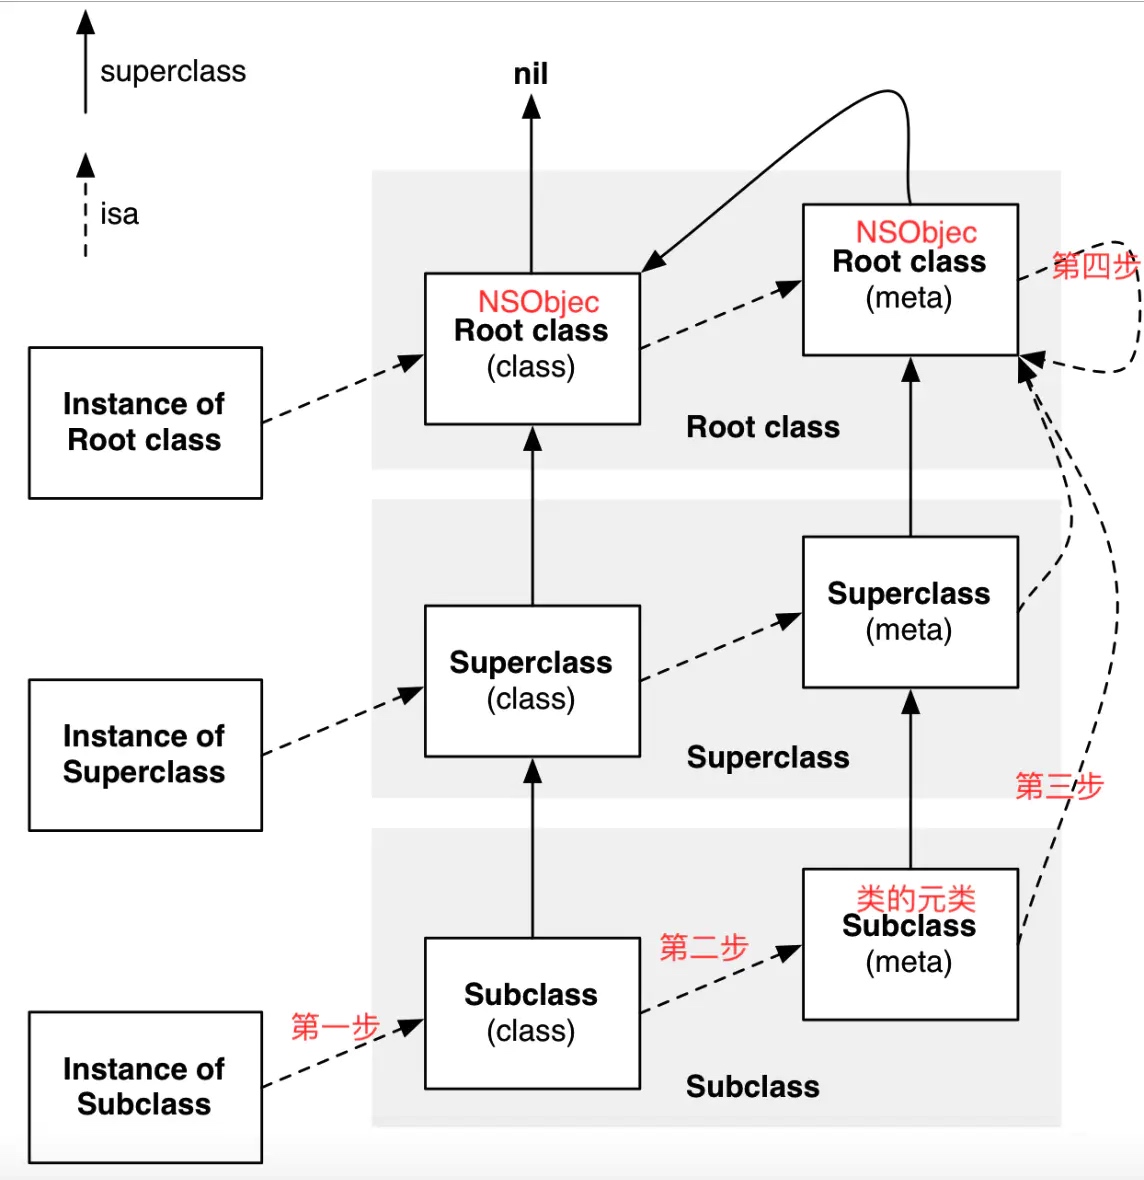 superclass
nil
isa
NSObjec
Root class
(meta)
第四步
NSObjec
Root class
(class)
Instance of
Root class
Root class
Superclass
(meta)
Superclass
(class)
Instance of
Superclass
Superclass
第三步
类的元类
Subclass
(meta)
第二步
Subclass
(class)
第一步
Instance of
Subclass
Subclass